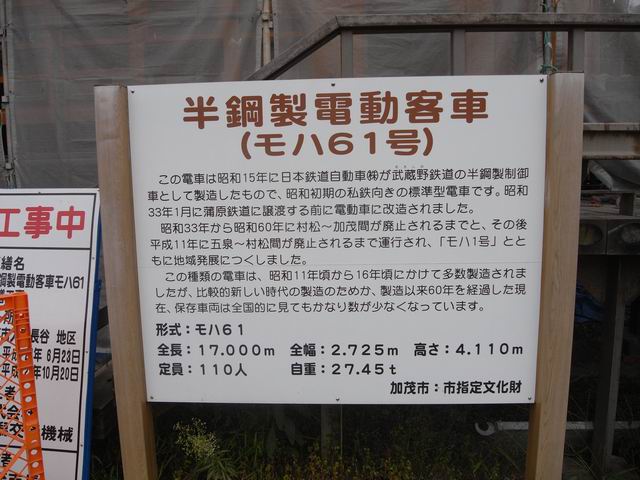 半鋼製電動客車
(モハ61号)
この電車は昭和15年に日本鉄道自動車㈱が武蔵野鉄道の半鋼製制御
車として製造したもので、昭和初期の私鉄向きの標準型電車です。昭和
33年1月に蒲原鉄道に譲渡する前に電動車に改造されました。
昭和33年から昭和60年に村松～加茂間が廃止されるまでと、その後
平成11年に五泉～村松間が廃止されるまで運行され、「モハ1号」とと
もに地域発展につくしました。
この種類の電車は、昭和11年頃から16年頃にかけて多数製造されま
したが、比較的新しい時代の製造のためか、製造以来60年を経過した現
在、保存車両は全国的に見てもかなり数が少なくなっています。
形式：モハ61
全長：17.000m 全幅：2.725m 高さ：4.110m
定員：110人 自重：27.45t
加茂市：市指定文化財
工事中
繕名
鋼製電動客車モハ61
長谷 地区
年 6月23日
年10月20日
機械